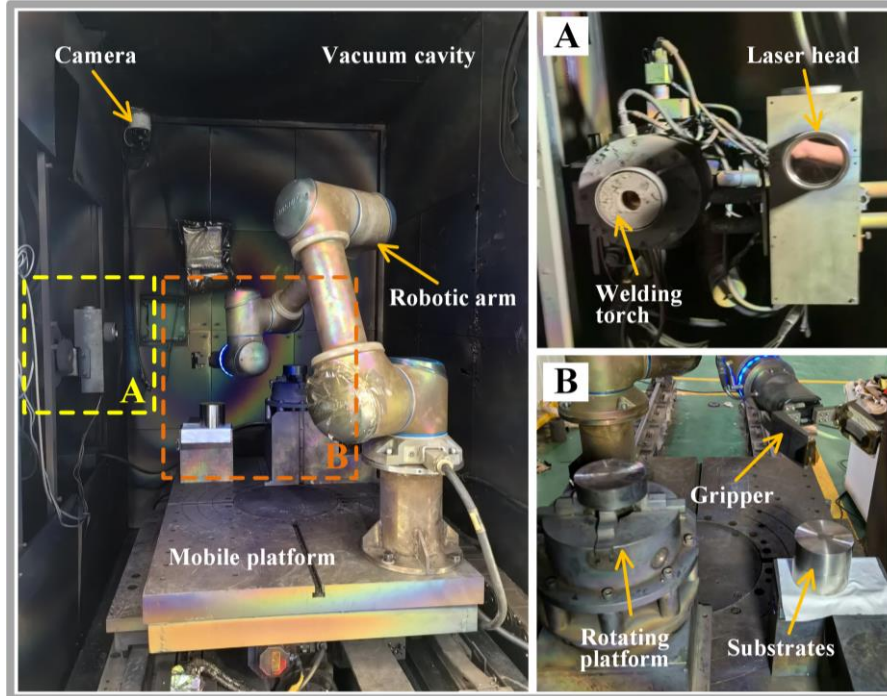 Camera
Vacuum cavity
Robotic arm
A
B
Mobile platform
A
Laser head
Welding
torch
B
Gripper
Rotating
platform
Substrates